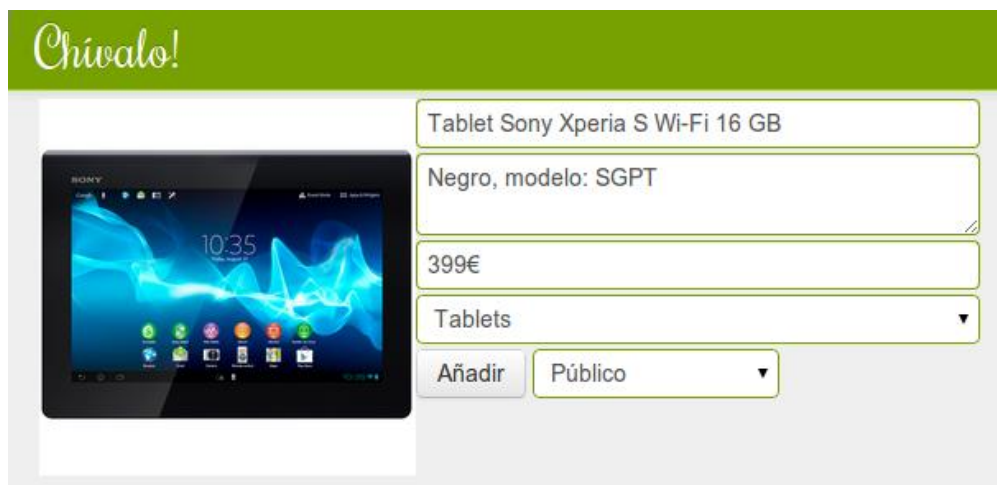 Chívalo!
Tablet Sony Xperia S Wi-Fi 16 GB
SONY
Negro, modelo: SGPT
10:35
399€
Tablets
Añadir
Público